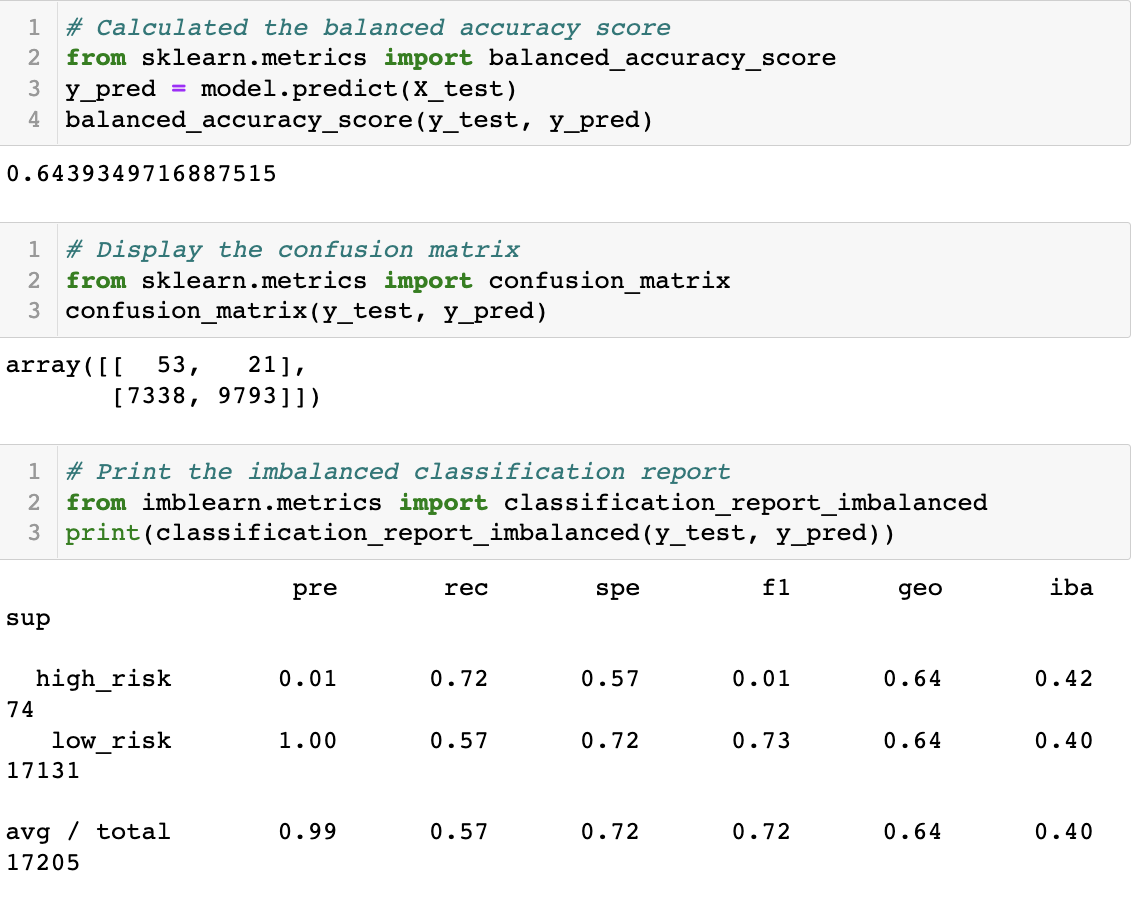 1 # Calculated the balanced accuracy score
2 from sklearn.metrics import balanced_accuracy_score
3 y_pred = model.predict(X_test)
4 balanced_accuracy_score(y_test, y_pred)
0.6439349716887515
1 # Display the confusion matrix
2 from sklearn.metrics import confusion_matrix
3 confusion_matrix(y_test, y_pred)
array([[  53,   21],
       [7338, 9793]])
1 # Print the imbalanced classification report
2 from imblearn.metrics import classification_report_imbalanced
3 print(classification_report_imbalanced(y_test, y_pred))
                   pre       rec       spe        f1       geo       iba
sup
  high_risk       0.01      0.72      0.57      0.01      0.64      0.42
74
   low_risk       1.00      0.57      0.72      0.73      0.64      0.40
17131
avg / total       0.99      0.57      0.72      0.72      0.64      0.40
17205